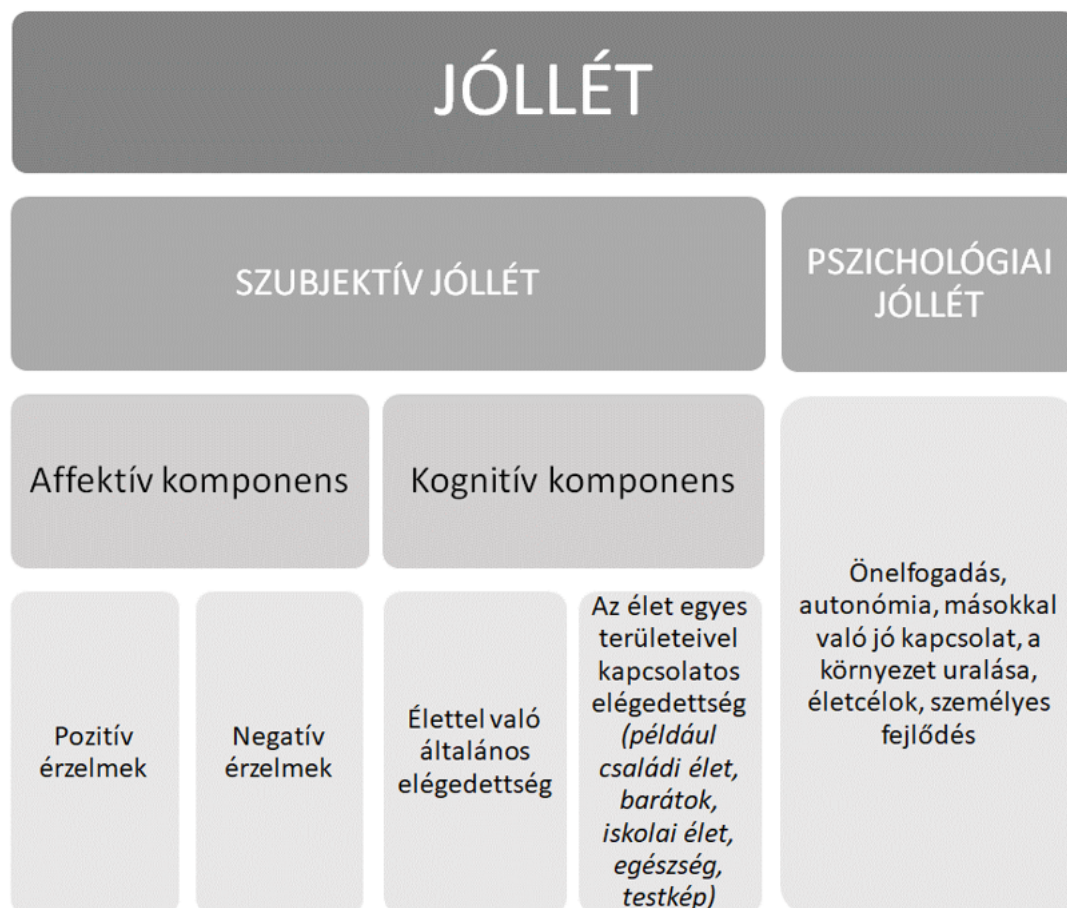 JÓLLÉT
SZUBJEKTÍV JÓLLÉT
PSZICHOLÓGIAI
JÓLLÉT
Affektív komponens
Kognitív komponens
Pozitív
érzelmek
Negatív
érzelmek
Élettel való
általános
elégedettség
Az élet egyes
területeivel
kapcsolatos
elégedettség
(például
családi élet,
barátok,
iskolai élet,
egészség,
testkép)
Önelfogadás,
autonómia, másokkal
való jó kapcsolat, a
környezet uralása,
életcélok, személyes
fejlődés